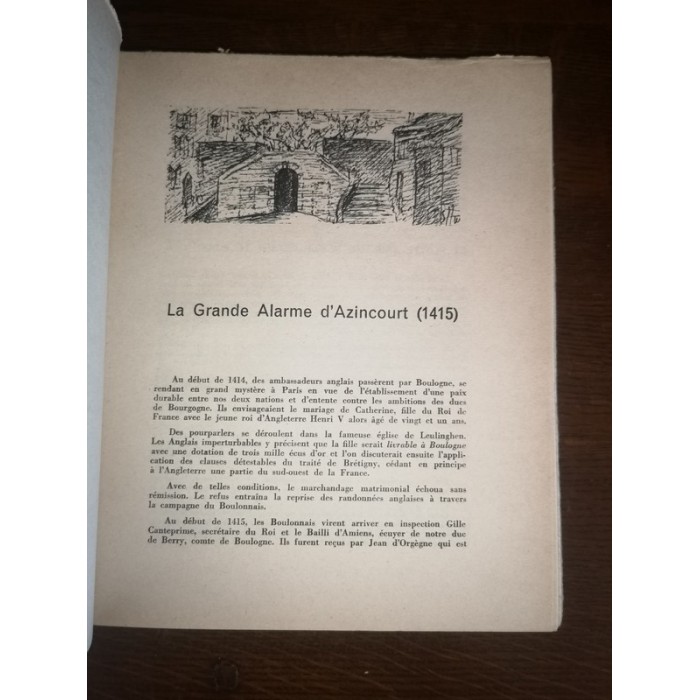 La Grande Alarme d'Azincourt (1415)
Au début de 1414, des ambassadeurs anglais passèrent par Boulogne, se
rendant en grand mystère à Paris en vue de l'établissement d'une paix
durable entre nos deux nations et d'entente contre les ambitions des ducs
de Bourgogne. Ils envisageaient le mariage de Catherine, fille du Roi de
France avec le jeune roi d'Angleterre Henri V alors âgé de vingt et un ans.
Des pourparlers se déroulent dans la fameuse église de Leulinghen.
Les Anglais imperturbables y précisent que la fille serait livrable à Boulogne
avec une dotation de trois mille écus d'or et l'on discuterait ensuite l'appli-
cation des clauses détestables du traité de Brétigny, cédant en principe
à l'Angleterre une partie du sud-ouest de la France.
Avec de telles conditions, le marchandage matrimonial échoua sans
rémission. Le refus entraîna la reprise des randonnées anglaises à travers
la campagne du Boulonnais.
Au début de 1415, les Boulonnais virent arriver en inspection Gille
Canteprime, secrétaire du Roi et le Bailli d'Amiens, écuyer de notre duc
de Berry, comte de Boulogne. Ils furent reçus par Jean d'Orgègne qui est